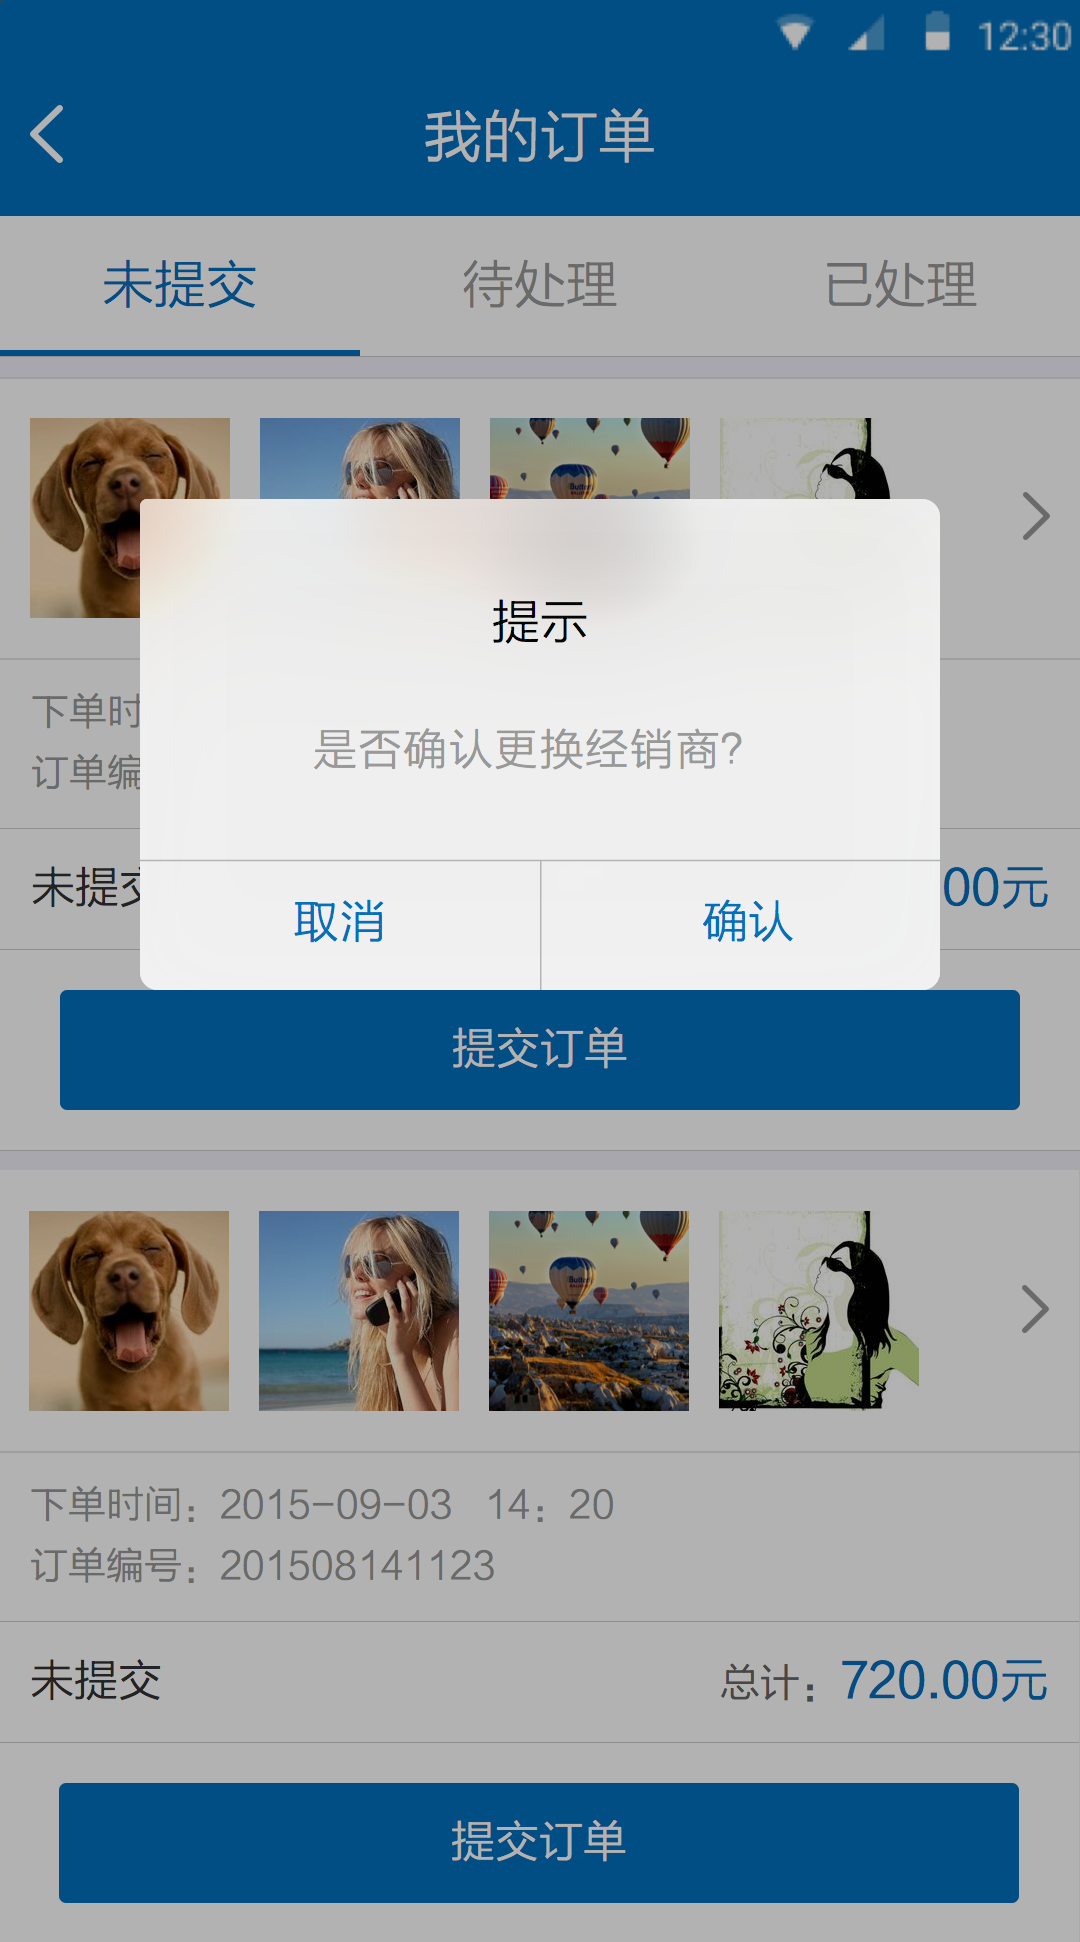 12:30
我的订单
未提交 待处理 已处理
提示
下单时
是否确认更换经销商?
订单编
未提交 00元
取消 确认
提交订单
下单时间：2015-09-03 14：20
订单编号：201508141123
未提交 总计：720.00元
提交订单